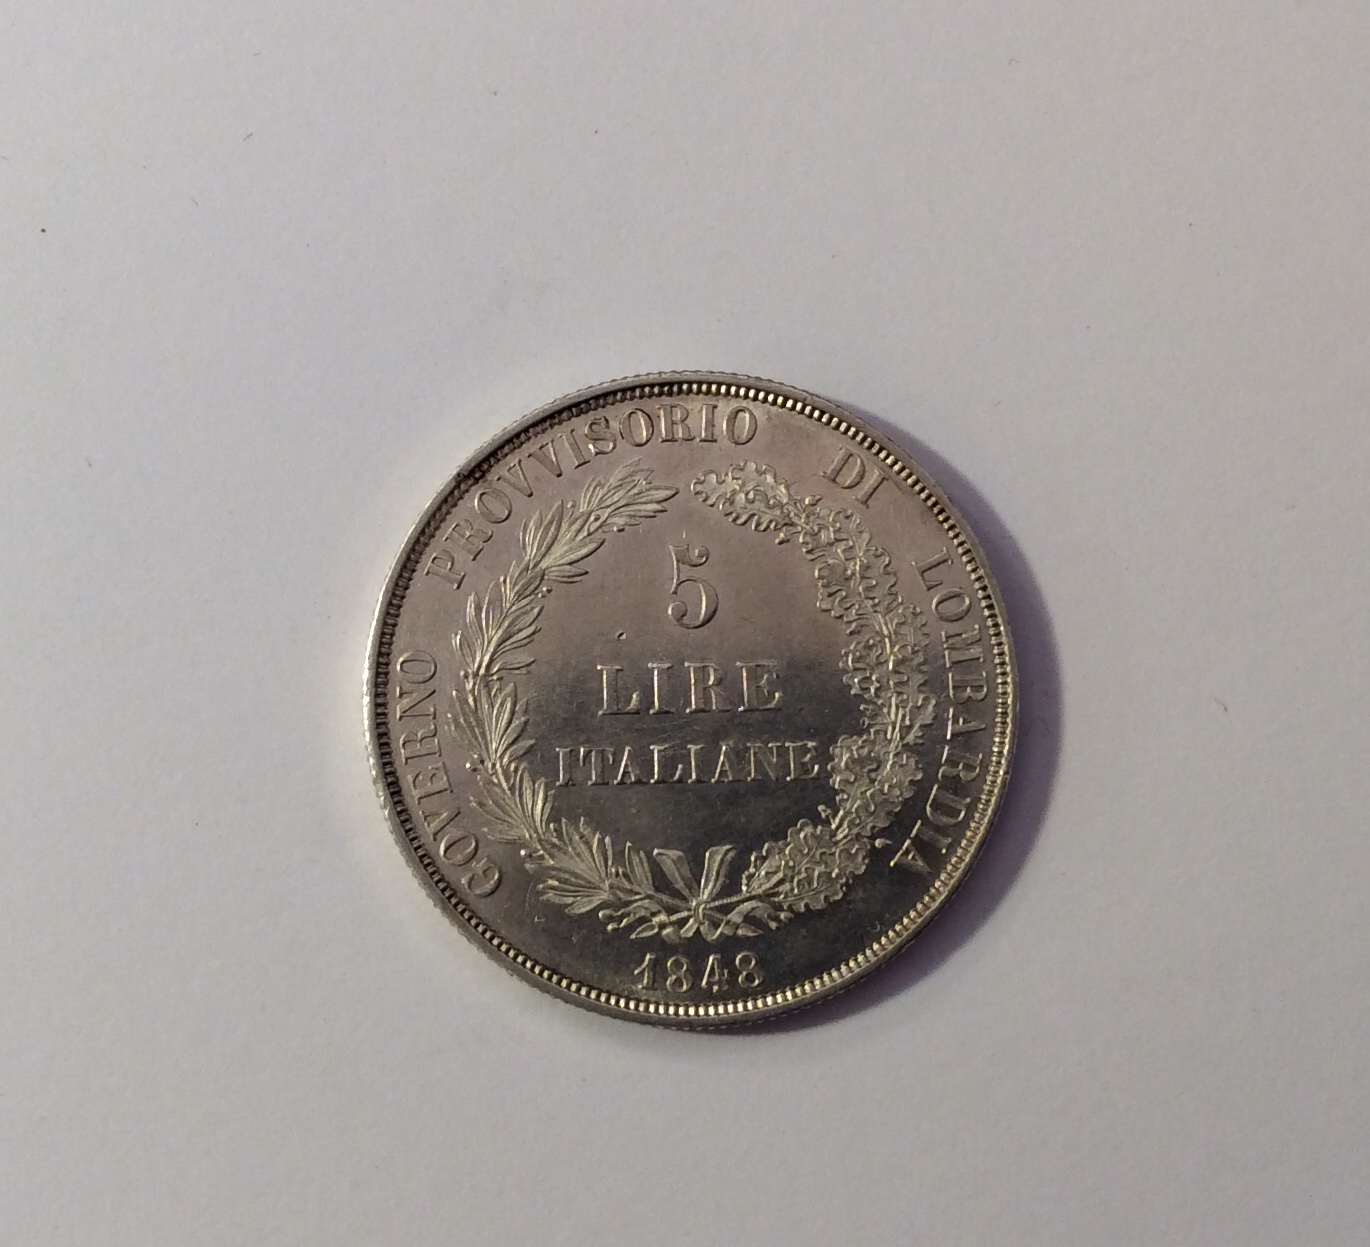 GOVERNO PROVVISORIO DI LOMBARDIA
5
LIRE
ITALIANE
1848